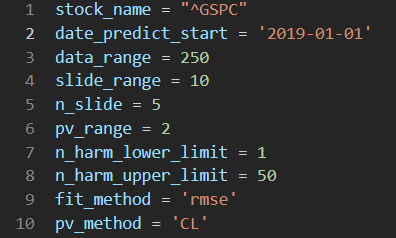 1 stock_name = "^GSPC"
2 date_predict_start = '2019-01-01'
3 data_range = 250
4 slide_range = 10
5 n_slide = 5
6 pv_range = 2
7 n_harm_lower_limit = 1
8 n_harm_upper_limit = 50
9 fit_method = 'rmse'
10 pv_method = 'CL'